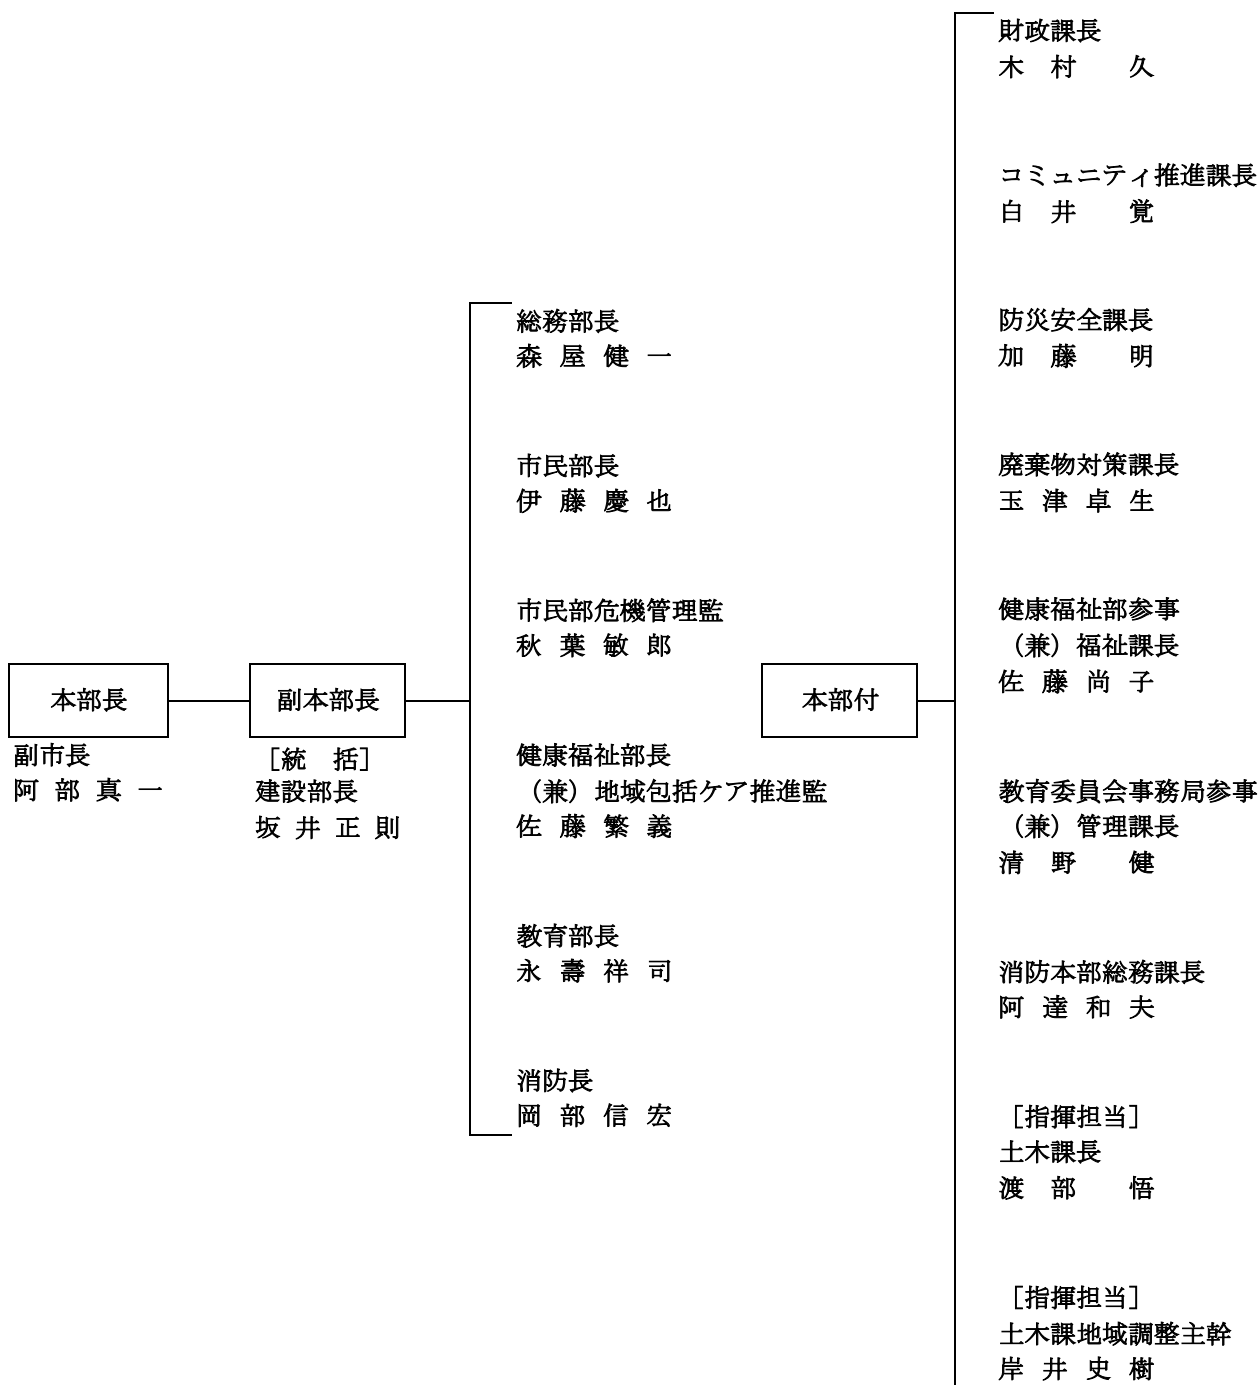 本部長
副市長
阿部真一
副本部長
［統　括］
建設部長
坂井正則
総務部長
森屋健一
市民部長
伊藤慶也
市民部危機管理監
秋葉敏郎
健康福祉部長
（兼）地域包括ケア推進監
佐藤繁義
教育部長
永壽祥司
消防長
岡部信宏
本部付
財政課長
木村　久
コミュニティ推進課長
白井　覚
防災安全課長
加藤　明
廃棄物対策課長
玉津卓生
健康福祉部参事
（兼）福祉課長
佐藤尚子
教育委員会事務局参事
（兼）管理課長
清野　健
消防本部総務課長
阿達和夫
［指揮担当］
土木課長
渡部　悟
［指揮担当］
土木課地域調整主幹
岸井史樹